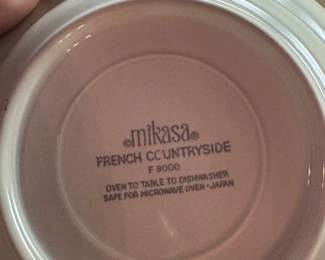 ©mikasa®
FRENCH COUNTRYSIDE
F 9000
OVEN TO TABLE TO DISHWASHER
SAFE FOR MICROWAVE OVEN • JAPAN